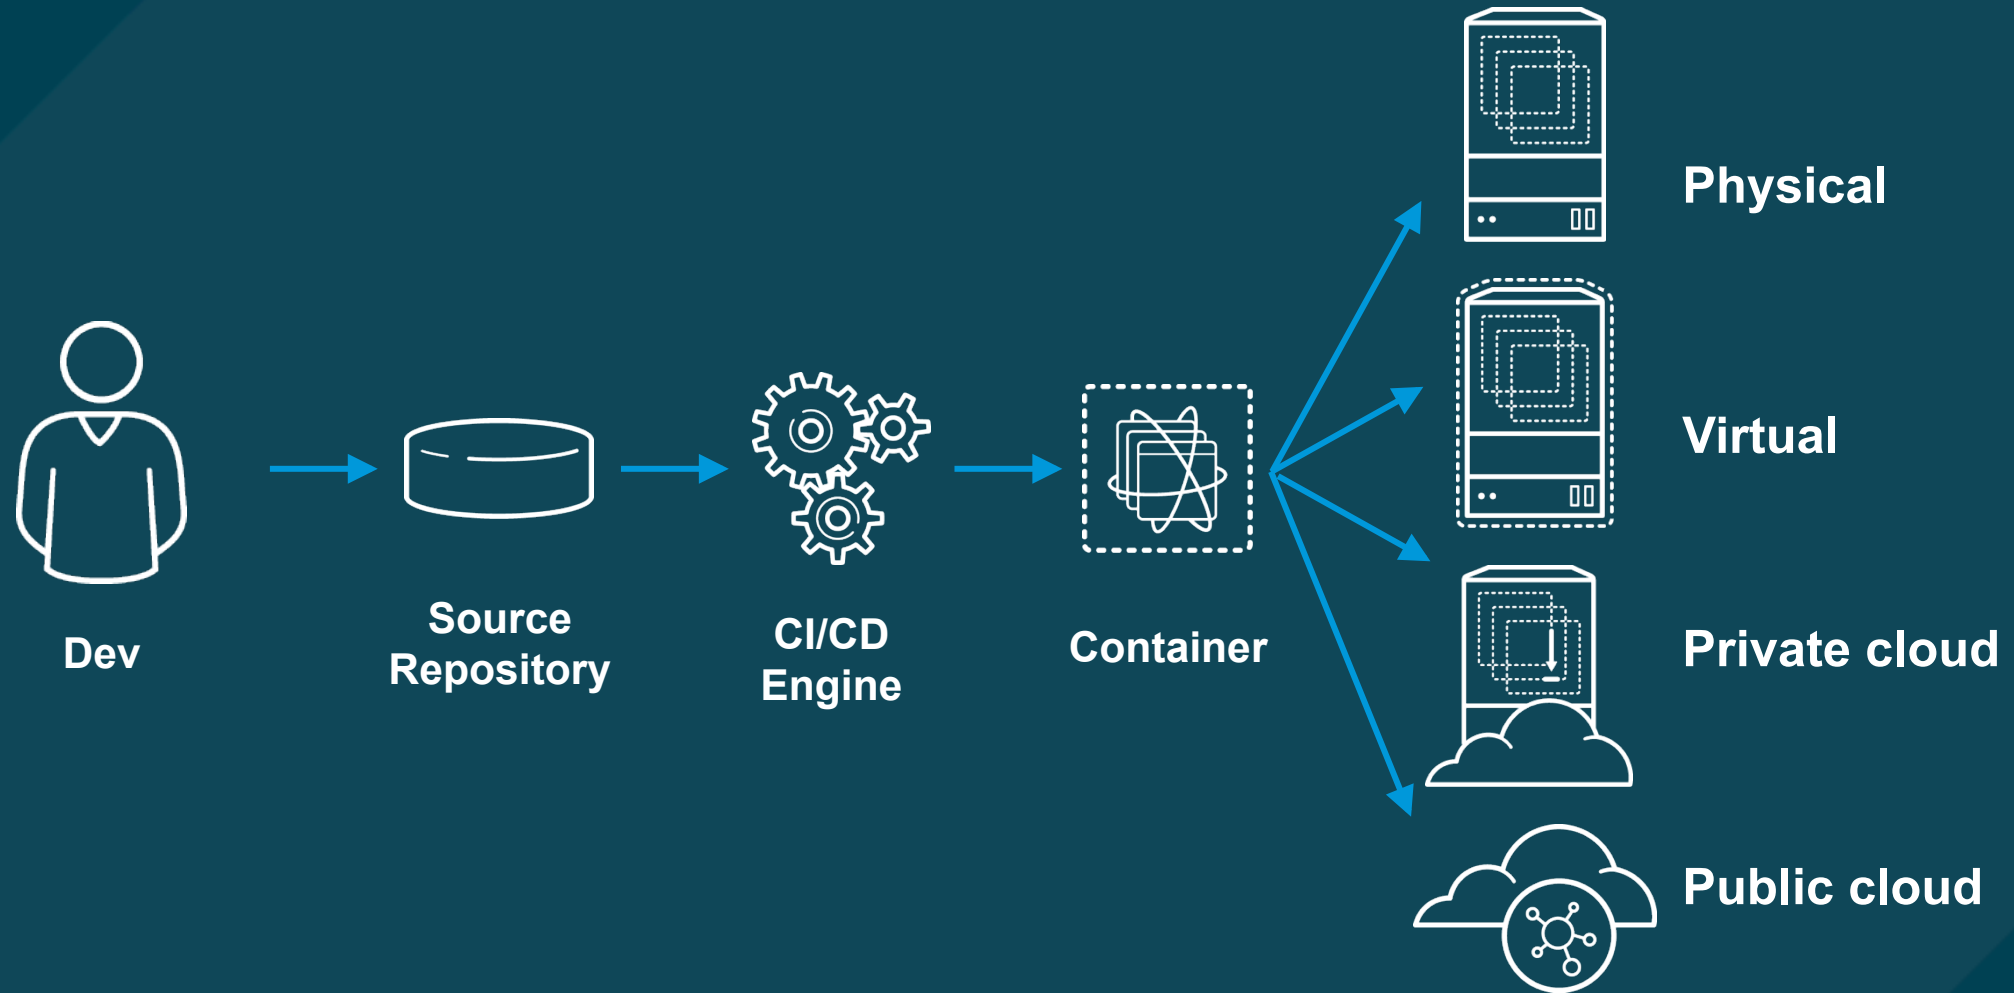 Dev
Source
Repository
CI/CD
Engine
Container
Physical
Virtual
Private cloud
Public cloud